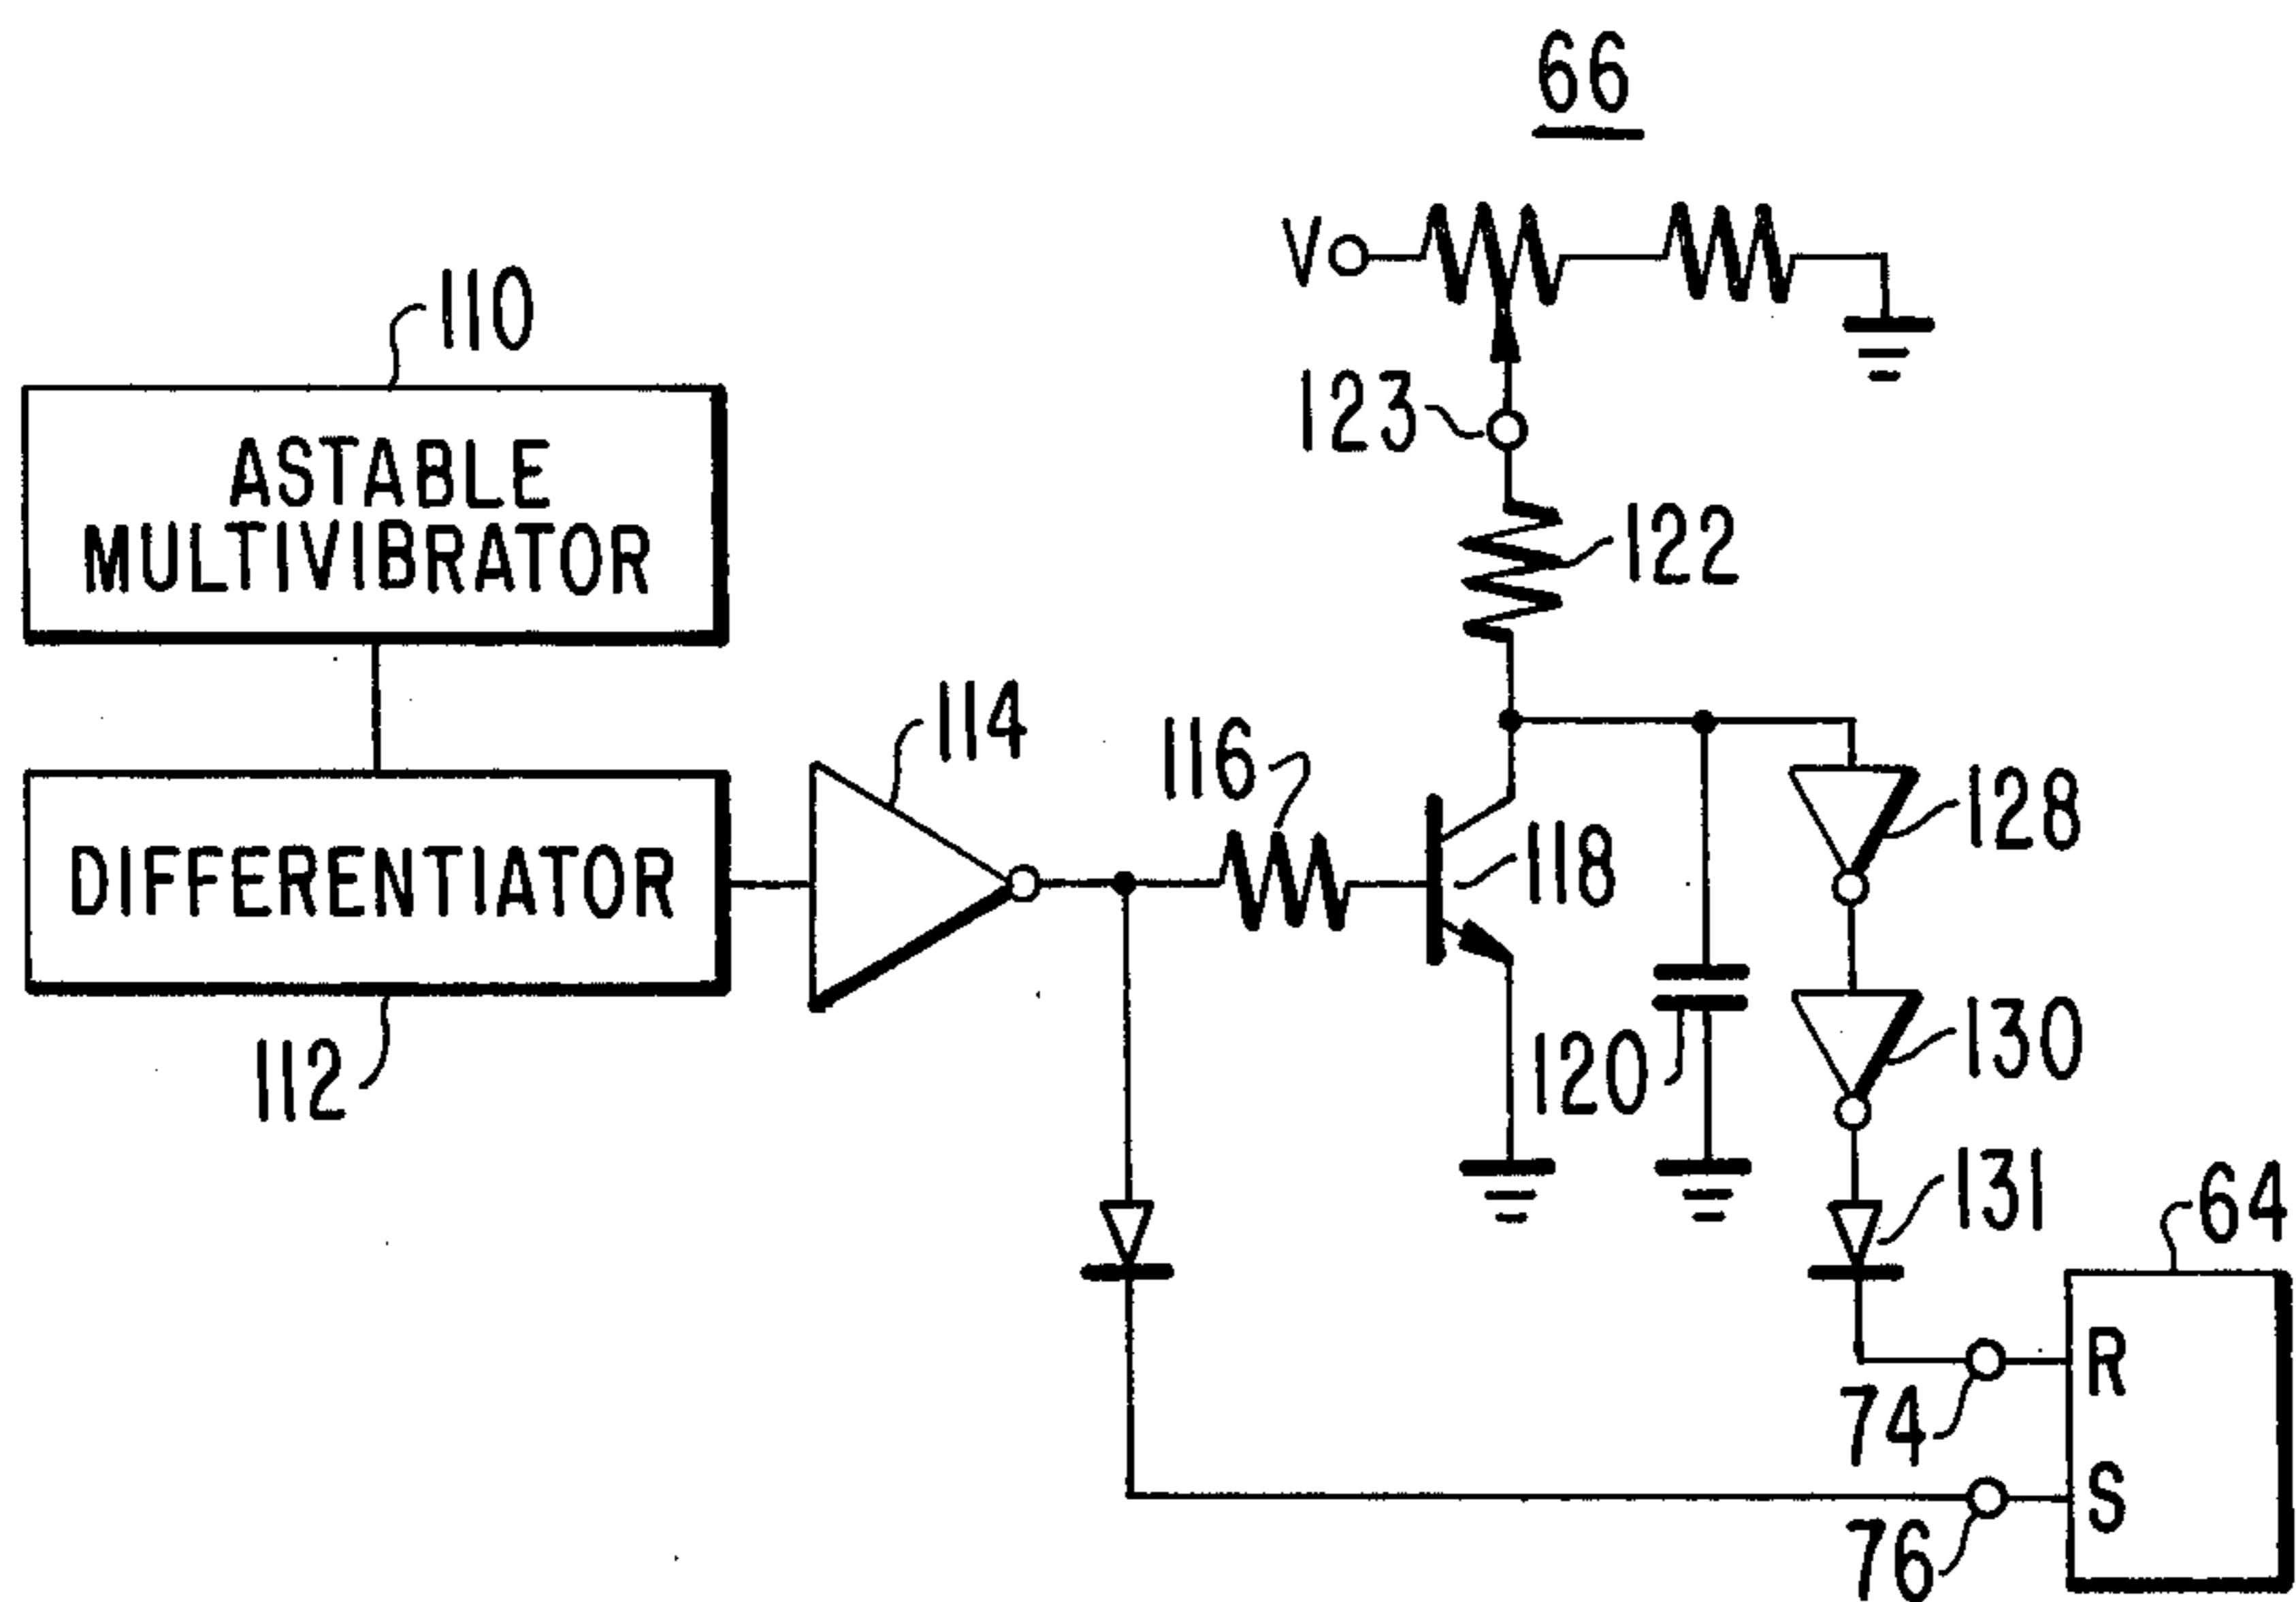 66
V
110
123
ASTABLE
MULTIVIBRATOR
122
114
116
128
118
DIFFERENTIATOR
130
120
112
131
64
R
74
S
76